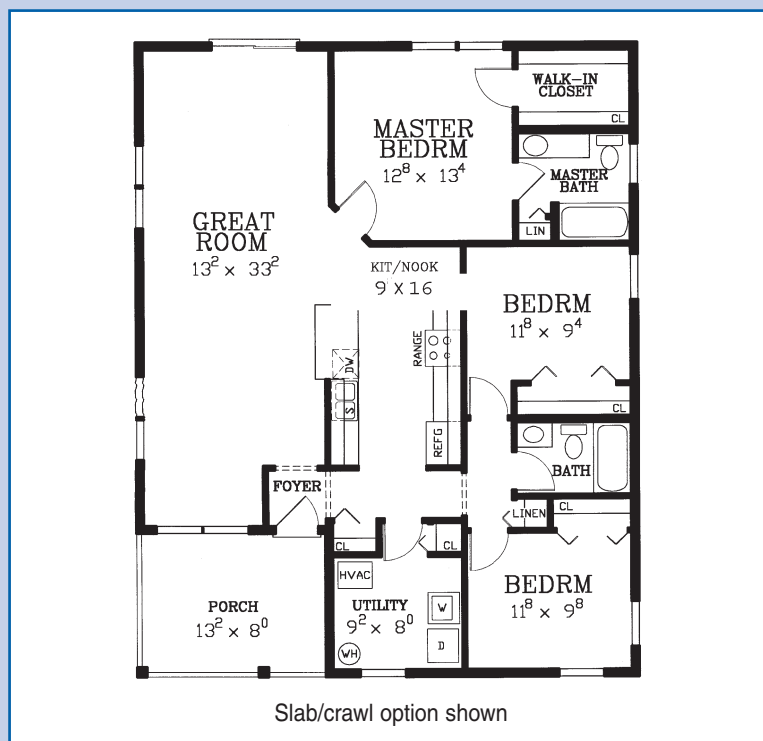 WALK-IN
CLOSET
CL
MASTER
BEDRM
12⁸ x 13⁴
MASTER
BATH
LIN
GREAT
ROOM
13² x 33²
KIT/NOOK
9 X 16
BEDRM
11⁸ x 9⁴
RANGE
DW
CL
S
REFG
BATH
FOYER
CL
LINEN
CL
CL
HVAC
BEDRM
11⁸ x 9⁸
UTILITY
9² x 8⁰
W
PORCH
13² x 8⁰
D
WH
Slab/crawl option shown